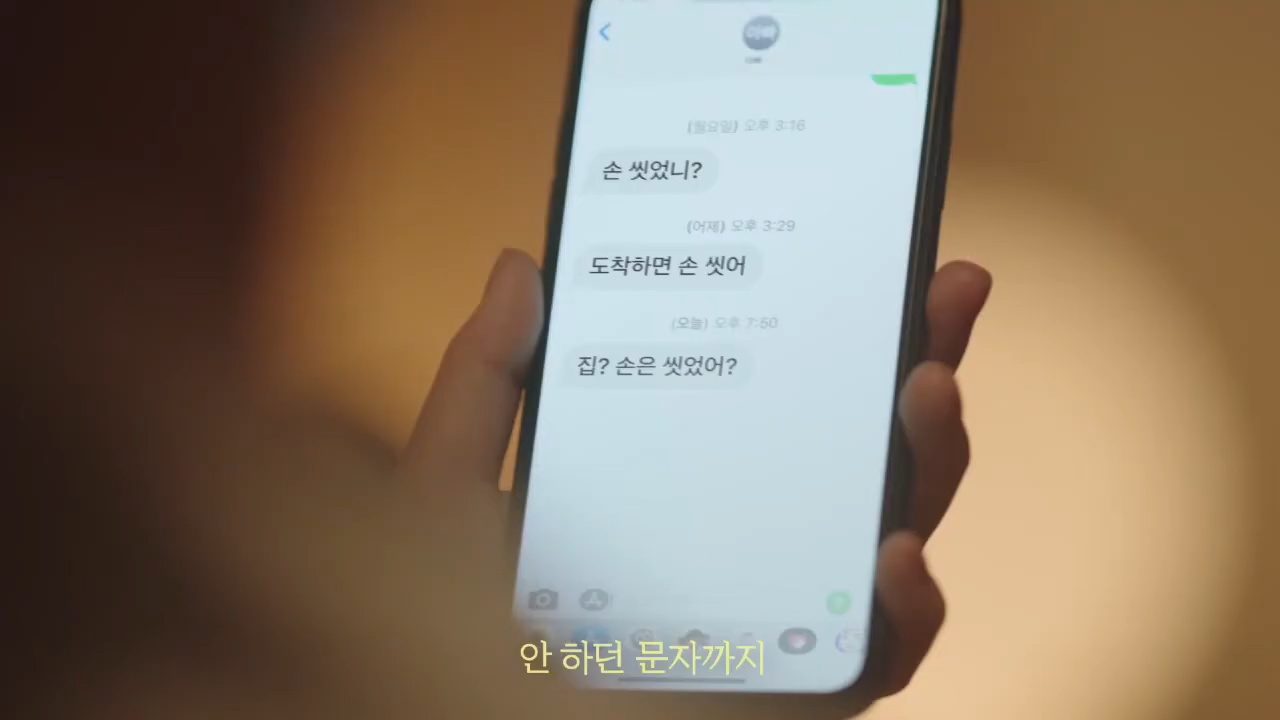 (월요일) 오후 3:16
손 씻었니?
(어제) 오후 3:29
도착하면 손 씻어
(오늘) 오후 7:50
집? 손은 씻었어?
안 하던 문자까지